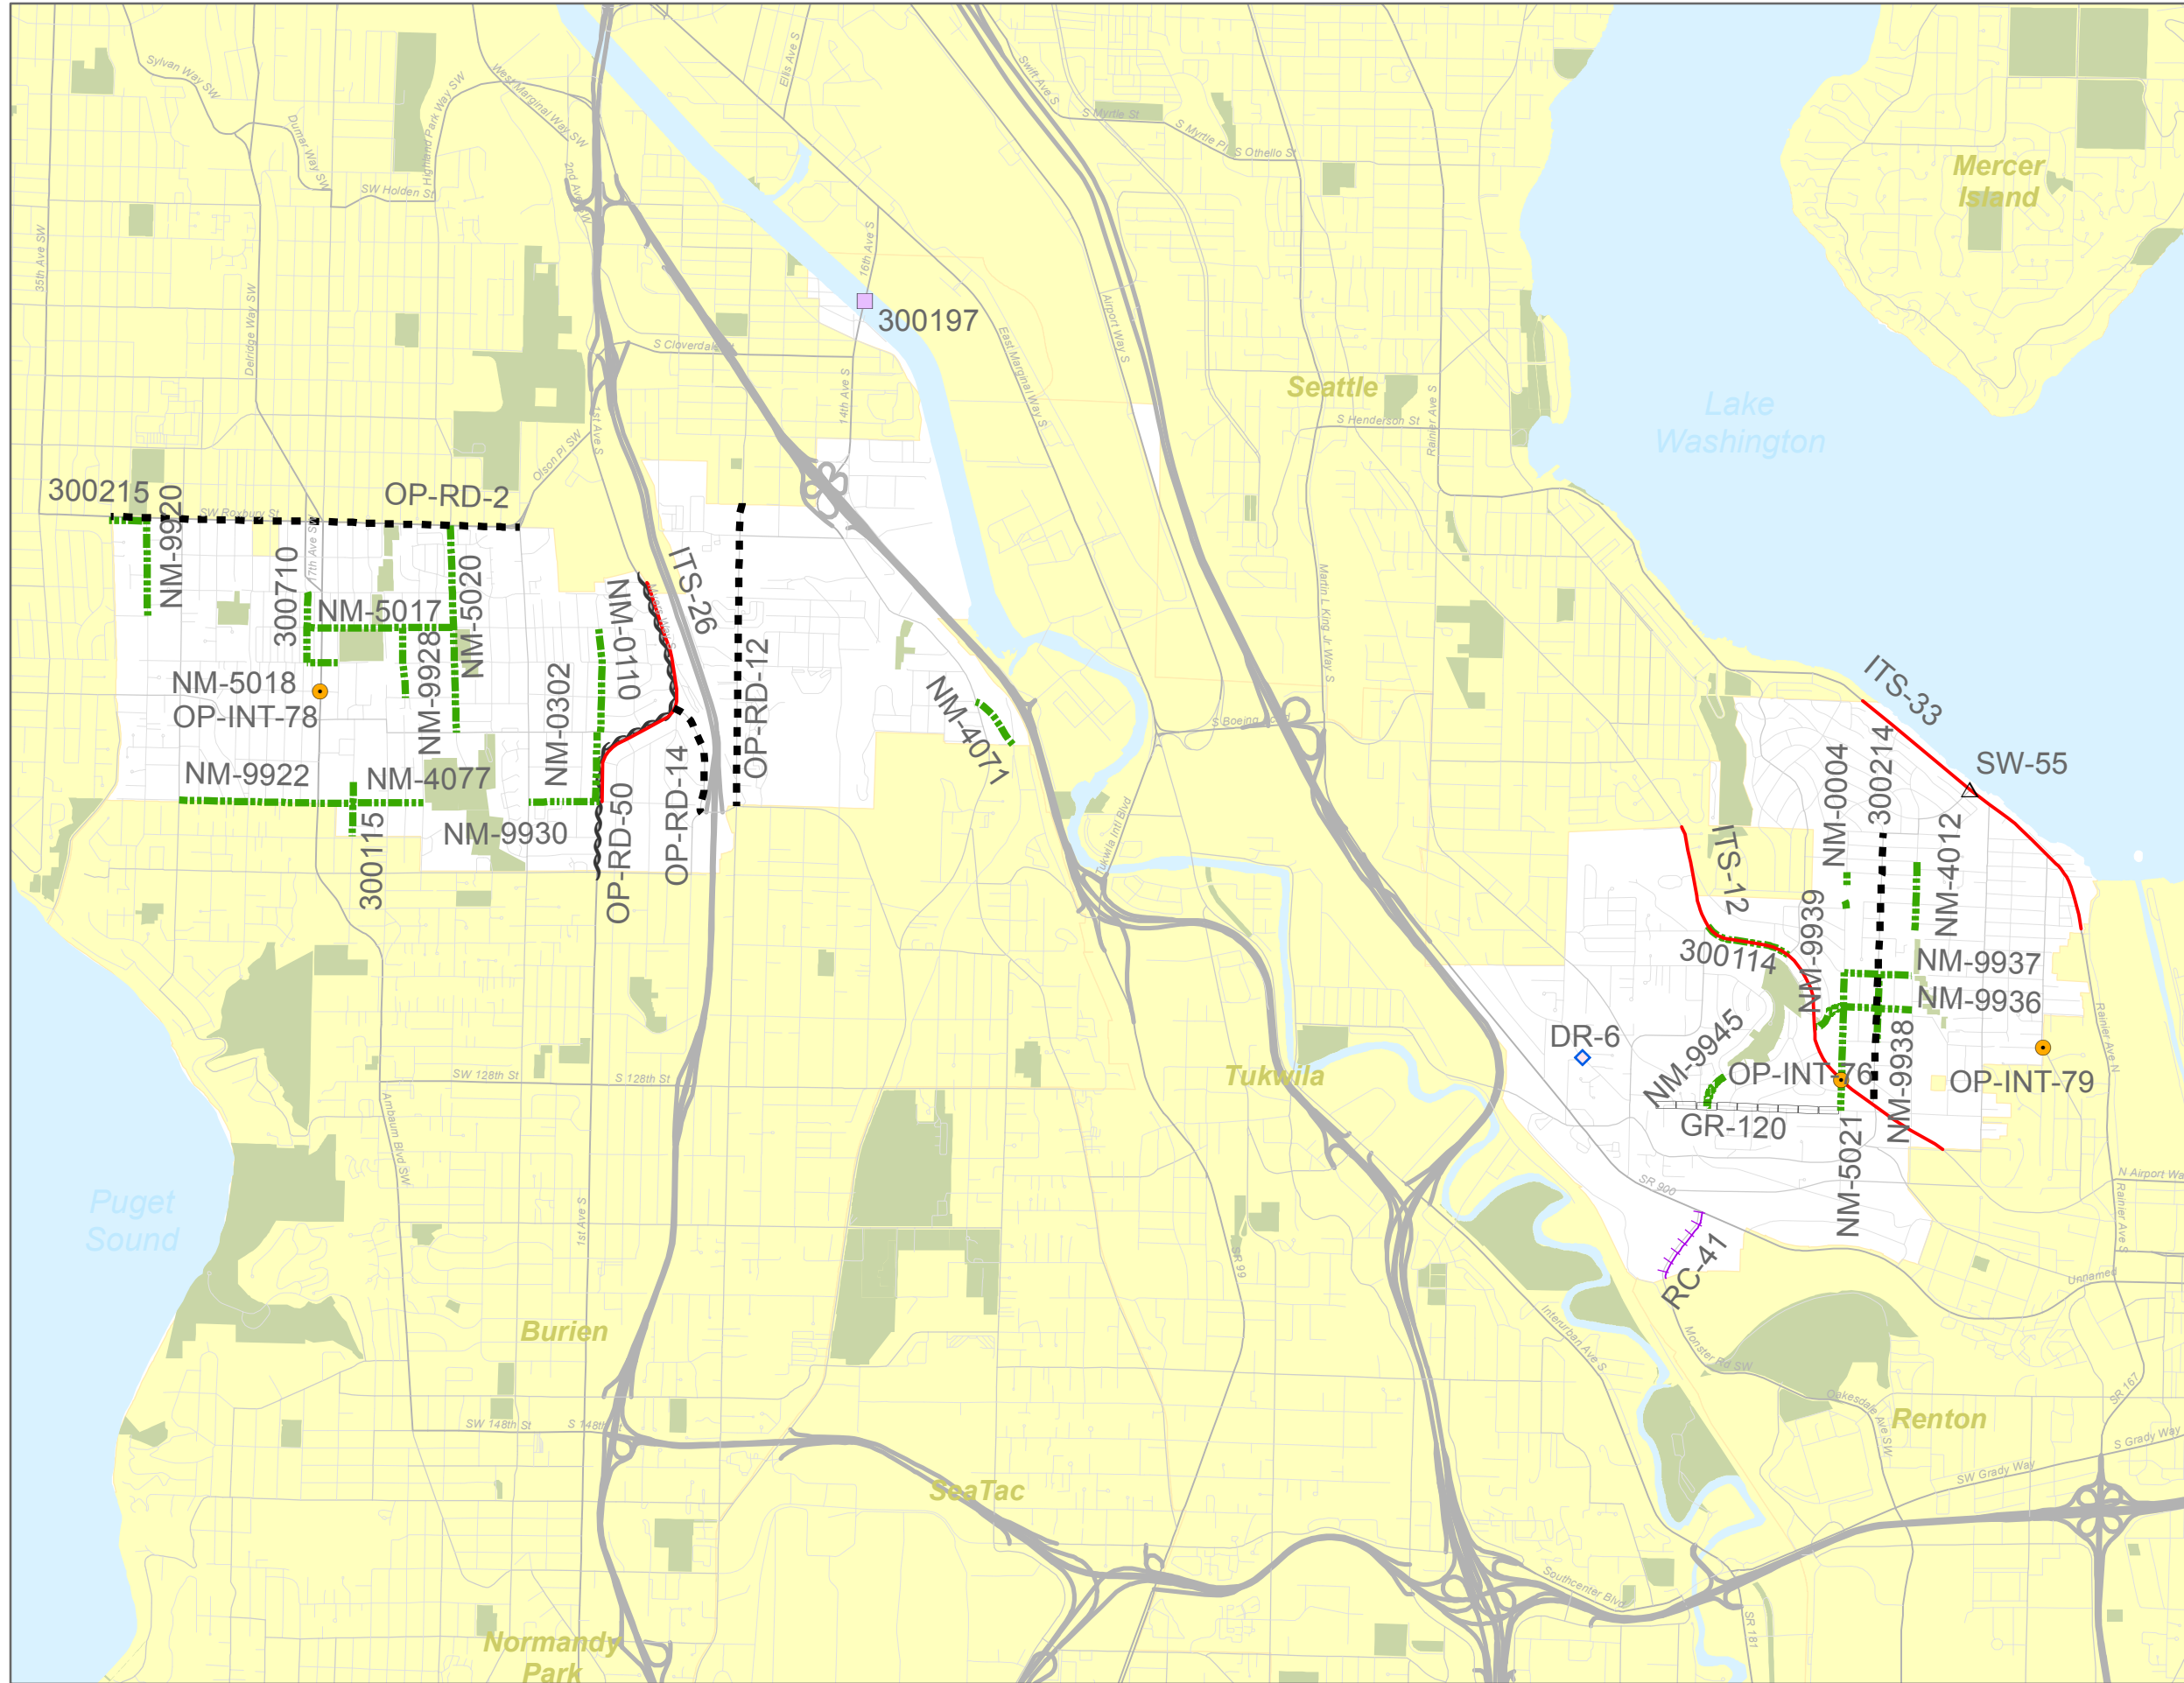 Sylvan Way SW
Dumar Way SW
Highland Park Way SW
West Marginal Way SW
Ellis Ave S
Swift Ave S
S Myrtle St
S Myrtle Pl
S Othello St
Mercer
Island
SW Holden St
35th Ave SW
Delridge Way SW
16th Ave S
300197
S Cloverdale
14th Ave S
East Marginal Way S
Airport Way S
Seattle
Rainier Ave S
S Henderson St
Lake
Washington
1st Ave S
Olson Pl SW
300215
NM-9920
SW Roxbury St
OP-RD-2
17th Ave SW
300710
NM-5017
NM-5020
NM-9928
NM-5018
OP-INT-78
NM-0110
ITS-26
NM-0302
OP-RD-12
OP-RD-14
OP-RD-50
NM-9922
NM-4077
NM-9930
300115
NM-4071
Martin L King Jr Way S
S Boeing
Tukwila Intl Blvd
ITS-33
SW-55
300214
NM-0004
NM-4012
ITS-12
NM-9939
300114
NM-9937
NM-9936
NM-9938
DR-6
NM-9945
OP-INT-76
OP-INT-79
GR-120
NM-5021
Rainier Ave N
N Airport Wa
Rainier Ave S
SR 900
RC-41
Unnamed
SW 128th St
S 128th St
Ambaum Blvd SW
1st Ave S
Tukwila
Puget
Sound
SR 99
Interurban Ave S
Monster Rd SW
Oakesdale Ave SW
SR 167
Burien
Renton
SW 148th St
S 148th St
S Grady Way
SW Grady Way
SeaTac
Southcenter Blvd
SR 181
Normandy
Park